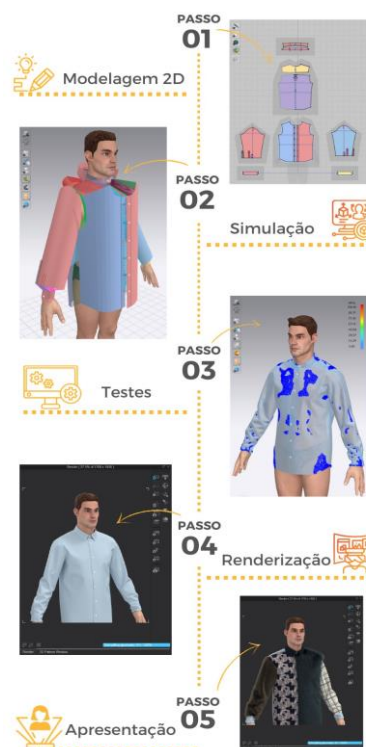 PASSO
01
Modelagem 2D
PASSO
02
Simulação
PASSO
03
Testes
PASSO
04
Renderização
PASSO
05
Apresentação